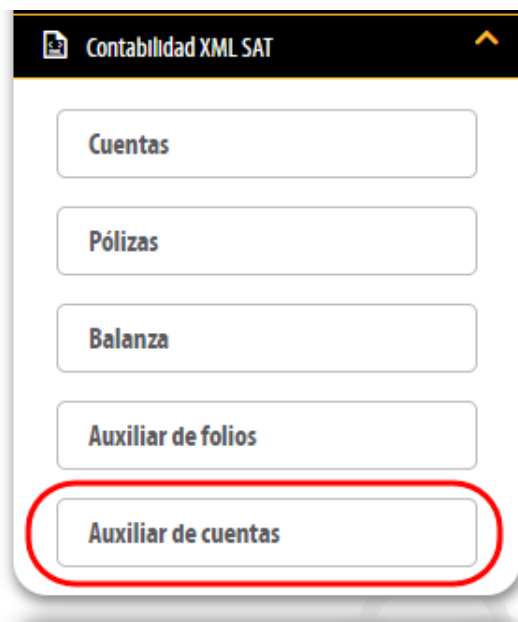 Contabilidad XML SAT
Cuentas
Pólizas
Balanza
Auxiliar de folios
Auxiliar de cuentas